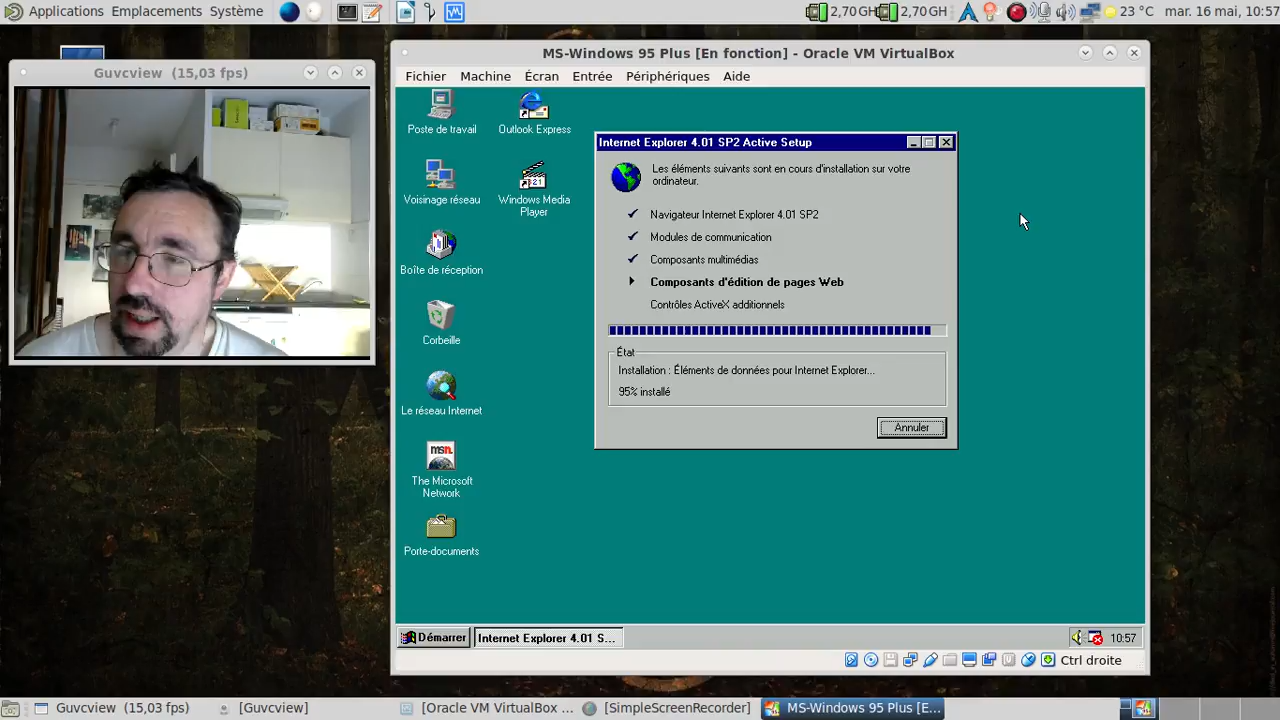 Applications Emplacements Système
2,70 GH 2,70 GH 23 °C mar. 16 mai, 10:57
Guvcview (15,03 fps)
MS-Windows 95 Plus [En fonction] - Oracle VM VirtualBox
Fichier Machine Écran Entrée Périphériques Aide
Poste de travail
Outlook Express
Voisinage réseau
Windows Media
Player
Boîte de réception
Corbeille
Le réseau Internet
msn
The Microsoft
Network
Porte-documents
Internet Explorer 4.01 SP2 Active Setup
Les éléments suivants sont en cours d'installation sur votre
ordinateur.
Navigateur Internet Explorer 4.01 SP2
Modules de communication
Composants multimédias
Composants d'édition de pages Web
Contrôles ActiveX additionnels
État
Installation : Éléments de données pour Internet Explorer...
95% installé
Annuler
Démarrer Internet Explorer 4.01 S... 10:57
Ctrl droite
Guvcview (15,03 fps) [Guvcview] [Oracle VM VirtualBox ... [SimpleScreenRecorder] MS-Windows 95 Plus [E...